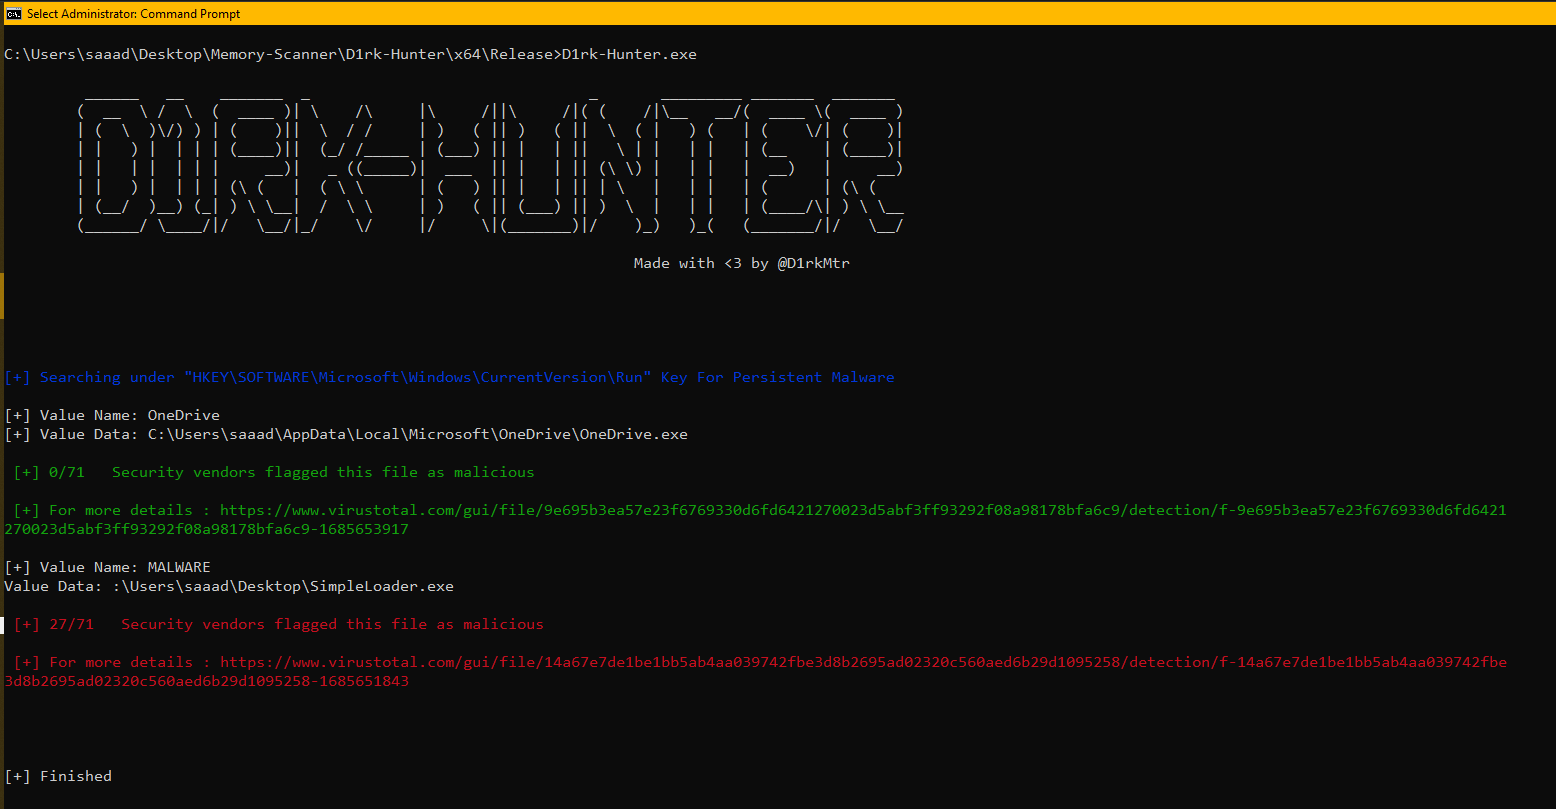 Select Administrator: Command Prompt
C:\Users\saaad\Desktop\Memory-Scanner\D1rk-Hunter\x64\Release>D1rk-Hunter.exe
D1RK-HUNTER
Made with <3 by @D1rkMtr
[+] Searching under "HKEY\SOFTWARE\Microsoft\Windows\CurrentVersion\Run" Key For Persistent Malware
[+] Value Name: OneDrive
[+] Value Data: C:\Users\saaad\AppData\Local\Microsoft\OneDrive\OneDrive.exe
[+] 0/71   Security vendors flagged this file as malicious
[+] For more details : https://www.virustotal.com/gui/file/9e695b3ea57e23f6769330d6fd6421270023d5abf3ff93292f08a98178bfa6c9/detection/f-9e695b3ea57e23f6769330d6fd6421
270023d5abf3ff93292f08a98178bfa6c9-1685653917
[+] Value Name: MALWARE
Value Data: :\Users\saaad\Desktop\SimpleLoader.exe
[+] 27/71   Security vendors flagged this file as malicious
[+] For more details : https://www.virustotal.com/gui/file/14a67e7de1be1bb5ab4aa039742fbe3d8b2695ad02320c560aed6b29d1095258/detection/f-14a67e7de1be1bb5ab4aa039742fbe
3d8b2695ad02320c560aed6b29d1095258-1685651843
[+] Finished